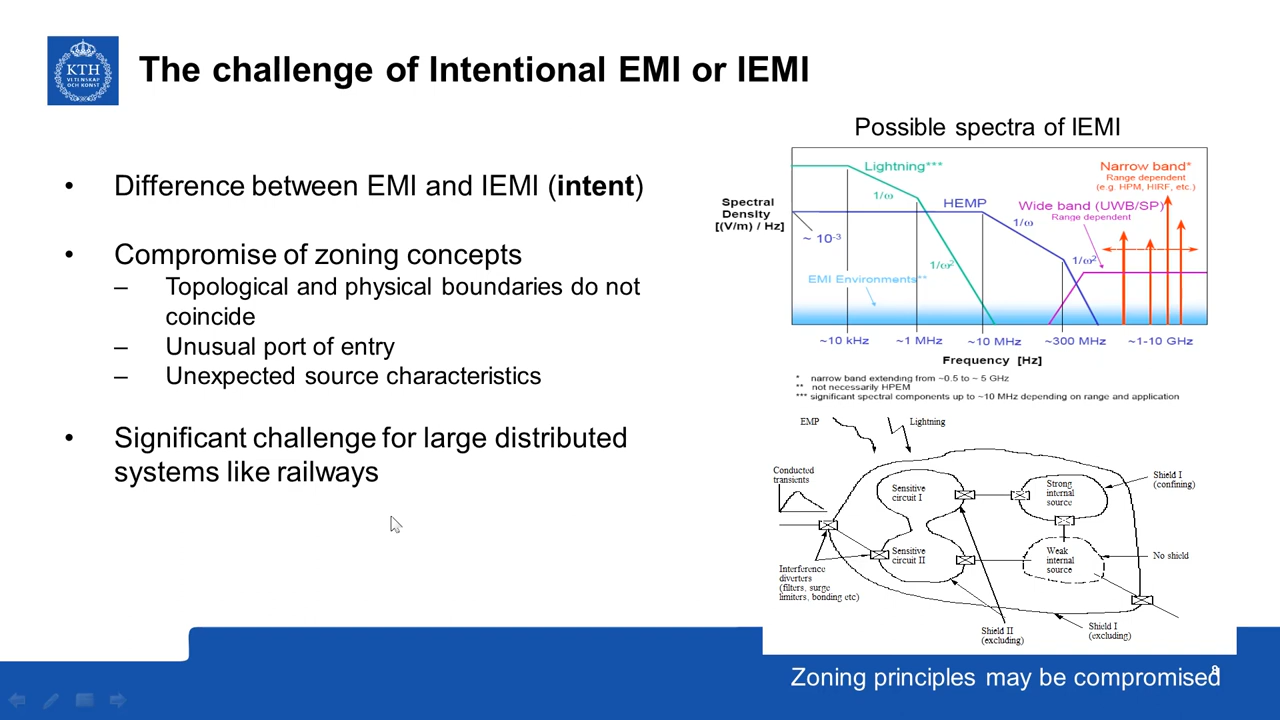 KTH
VETENSKAP
OCH KONST
The challenge of Intentional EMI or IEMI
• Difference between EMI and IEMI (intent)
• Compromise of zoning concepts
– Topological and physical boundaries do not
coincide
– Unusual port of entry
– Unexpected source characteristics
• Significant challenge for large distributed
systems like railways
Possible spectra of IEMI
Spectral
Density
[(V/m) / Hz]
Lightning***
1/ω
HEMP
1/ω
~ 10-3
1/ω2
1/ω2
EMI Environments**
Narrow band*
Range dependent
(e.g. HPM, HIRF, etc.)
Wide band (UWB/SP)
Range dependent
~10 kHz ~1 MHz ~10 MHz ~300 MHz ~1-10 GHz
Frequency [Hz]
* narrow band extending from ~0.5 to ~ 5 GHz
** not necessarily HPEM
*** significant spectral components up to ~10 MHz depending on range and application
EMP
Lightning
Conducted
transients
Sensitive
circuit I
Strong
internal
source
Shield I
(confining)
Sensitive
circuit II
Weak
internal
source
No shield
Interference
diverters
(filters, surge
limiters, bonding etc)
Shield II
(excluding)
Shield I
(excluding)
Zoning principles may be compromised
8